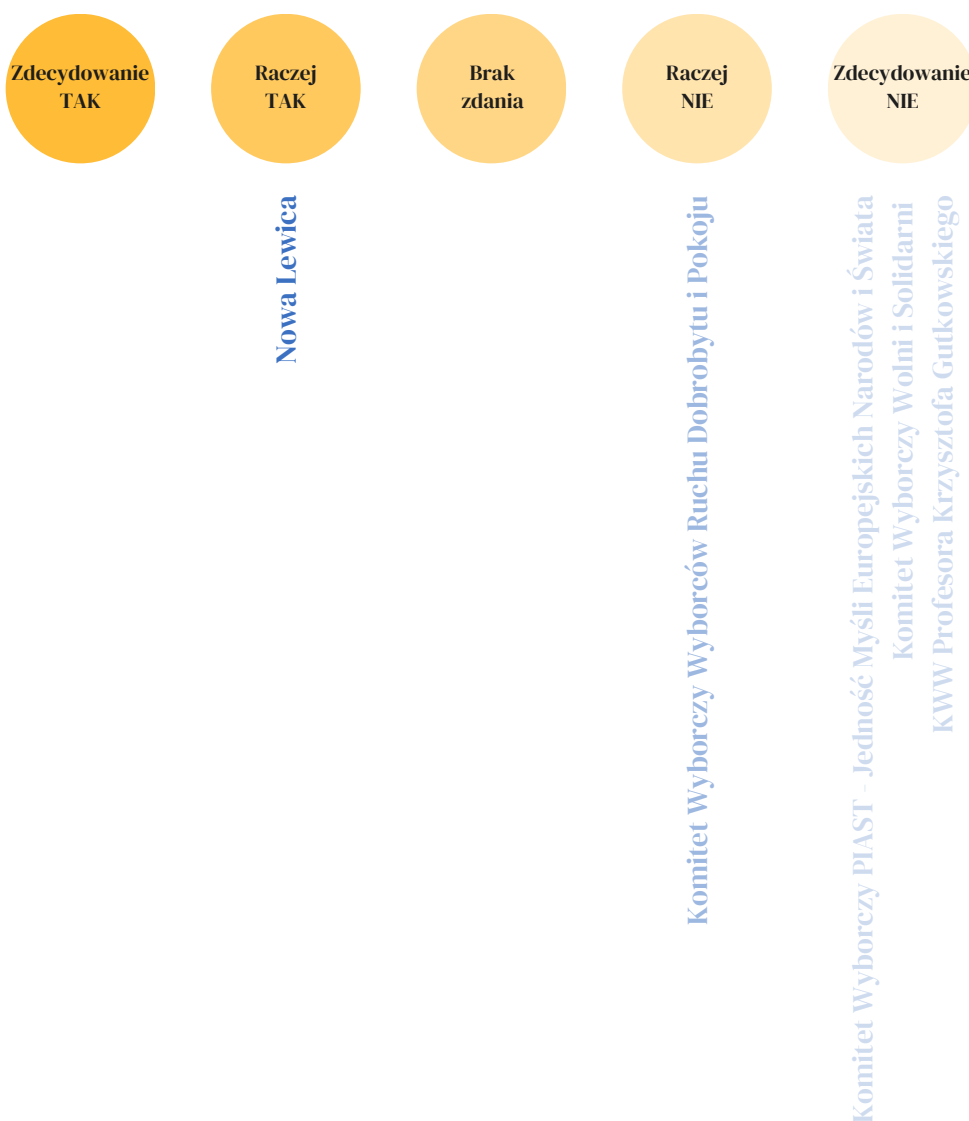 Zdecydowanie
TAK
Raczej
TAK
Brak
zdania
Raczej
NIE
Zdecydowanie
NIE
Nowa Lewica
Komitet Wyborczy Wyborców Ruchu Dobrobytu i Pokoju
Komitet Wyborczy PIAST - Jedność Myśli Europejskich Narodów i Świata
Komitet Wyborczy Wolni i Solidarni
KWW Profesora Krzysztofa Gutkowskiego